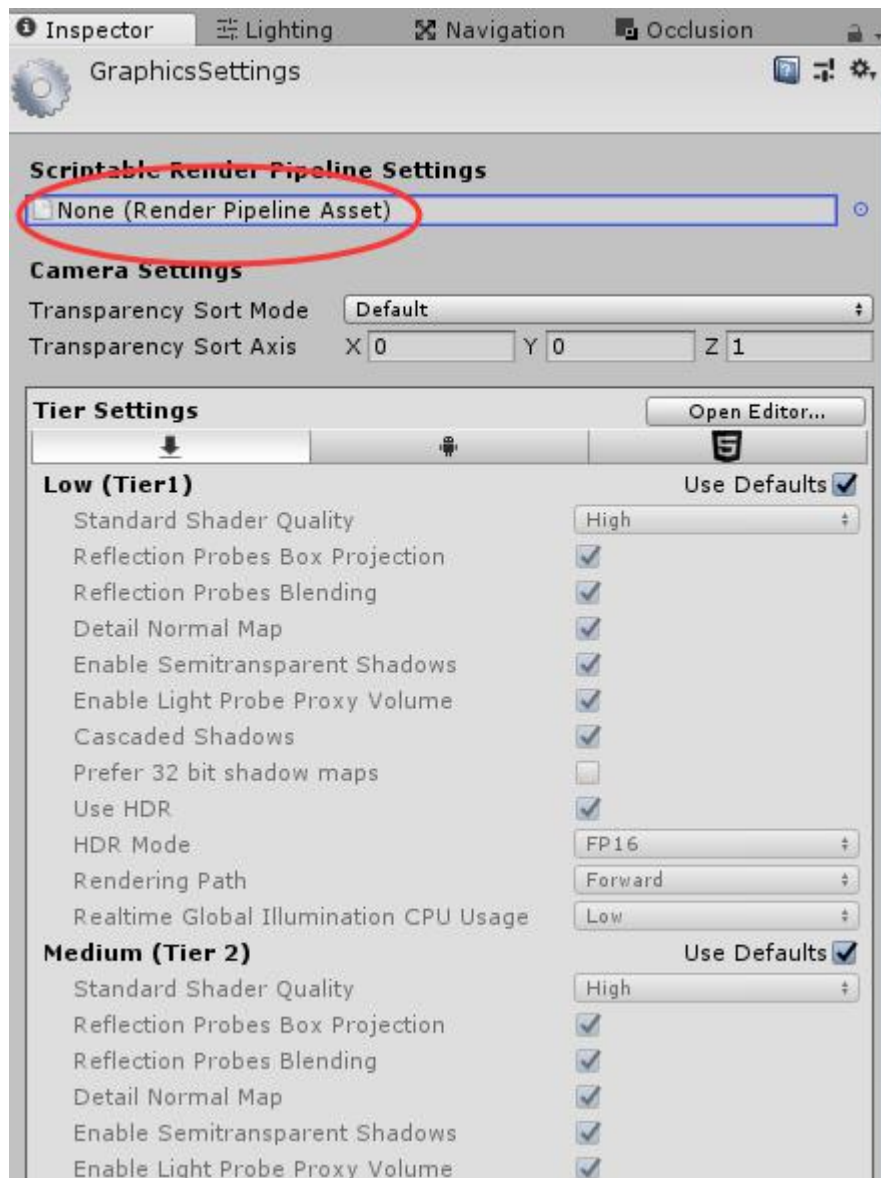 Inspector Lighting Navigation Occlusion
GraphicsSettings
Scriptable Render Pipeline Settings
None (Render Pipeline Asset)
Camera Settings
Transparency Sort Mode Default
Transparency Sort Axis X 0 Y 0 Z 1
Tier Settings Open Editor...
Low (Tier1) Use Defaults
Standard Shader Quality High
Reflection Probes Box Projection
Reflection Probes Blending
Detail Normal Map
Enable Semitransparent Shadows
Enable Light Probe Proxy Volume
Cascaded Shadows
Prefer 32 bit shadow maps
Use HDR
HDR Mode FP16
Rendering Path Forward
Realtime Global Illumination CPU Usage Low
Medium (Tier 2) Use Defaults
Standard Shader Quality High
Reflection Probes Box Projection
Reflection Probes Blending
Detail Normal Map
Enable Semitransparent Shadows
Enable Light Probe Proxy Volume